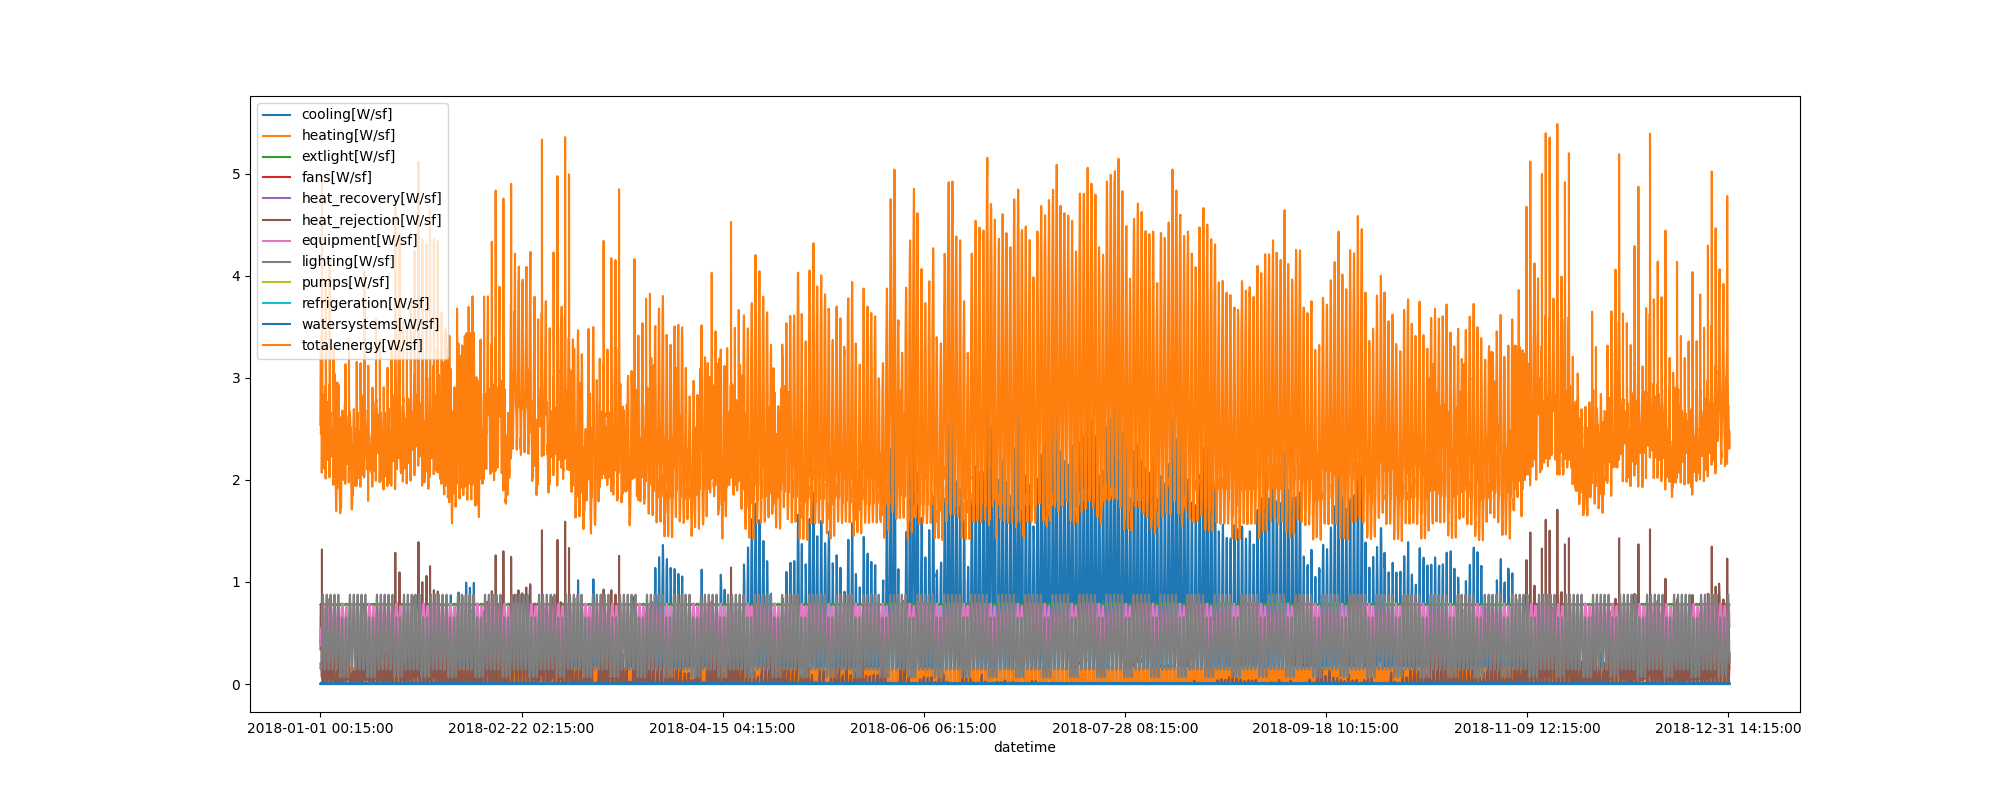 cooling[W/sf]
heating[W/sf]
extlight[W/sf]
fans[W/sf]
heat_recovery[W/sf]
heat_rejection[W/sf]
equipment[W/sf]
lighting[W/sf]
pumps[W/sf]
refrigeration[W/sf]
watersystems[W/sf]
totalenergy[W/sf]
5
4
3
2
1
0
2018-01-01 00:15:00 2018-02-22 02:15:00 2018-04-15 04:15:00 2018-06-06 06:15:00 2018-07-28 08:15:00 2018-09-18 10:15:00 2018-11-09 12:15:00 2018-12-31 14:15:00
datetime